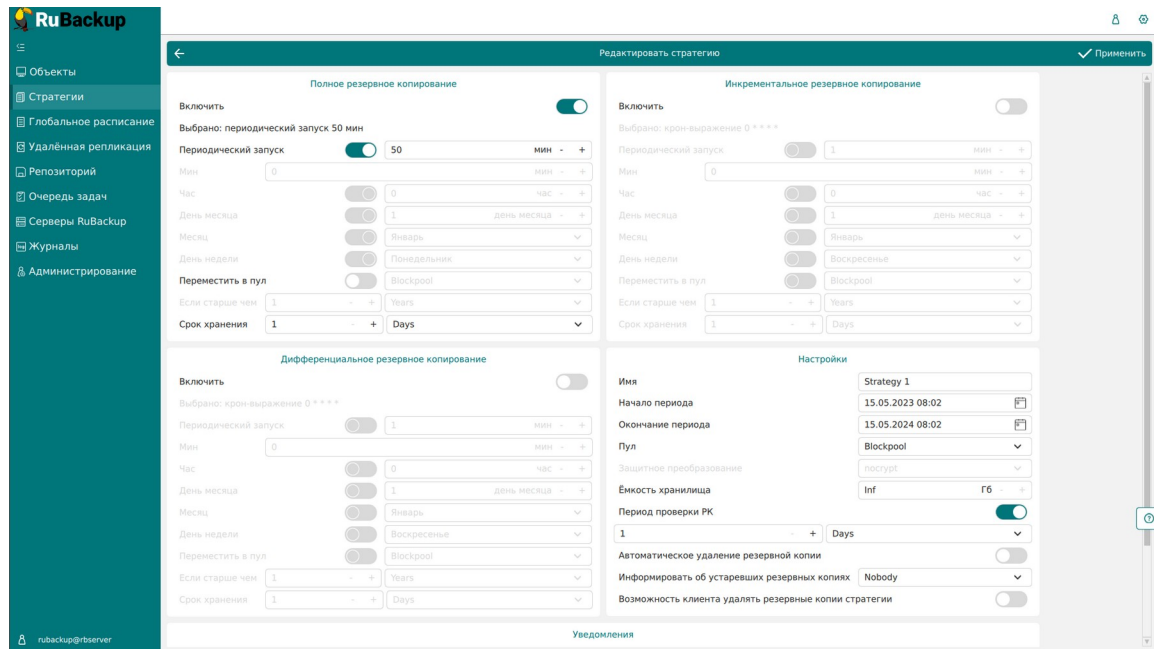 RuBackup
Объекты
Стратегии
Глобальное расписание
Удалённая репликация
Репозиторий
Очередь задач
Серверы RuBackup
Журналы
Администрирование
rubackup@rbserver
Редактировать стратегию
Применить
Полное резервное копирование
Включить
Выбрано: периодический запуск 50 мин
Периодический запуск 50 мин - +
Мин 0 мин - +
Час 0 час - +
День месяца 1 день месяца - +
Месяц Январь
День недели Понедельник
Переместить в пул Blockpool
Если старше чем 1 - + Years
Срок хранения 1 - + Days
Инкрементальное резервное копирование
Включить
Выбрано: крон-выражение 0 * * * *
Периодический запуск 1 мин - +
Мин 0 мин - +
Час 0 час - +
День месяца 1 день месяца - +
Месяц Январь
День недели Воскресенье
Переместить в пул Blockpool
Если старше чем 1 - + Years
Срок хранения 1 - + Days
Дифференциальное резервное копирование
Включить
Выбрано: крон-выражение 0 * * * *
Периодический запуск 1 мин - +
Мин 0 мин - +
Час 0 час - +
День месяца 1 день месяца - +
Месяц Январь
День недели Воскресенье
Переместить в пул Blockpool
Если старше чем 1 - + Years
Срок хранения 1 - + Days
Настройки
Имя Strategy 1
Начало периода 15.05.2023 08:02
Окончание периода 15.05.2024 08:02
Пул Blockpool
Защитное преобразование nocrypt
Ёмкость хранилища Inf Гб - +
Период проверки РК
1 - + Days
Автоматическое удаление резервной копии
Информировать об устаревших резервных копиях Nobody
Возможность клиента удалять резервные копии стратегии
Уведомления